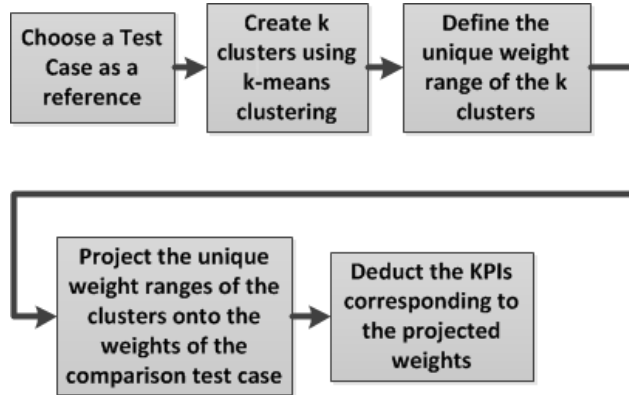 Choose a Test
Case as a
reference
Create k
clusters using
k-means
clustering
Define the
unique weight
range of the k
clusters
Project the unique
weight ranges of the
clusters onto the
weights of the
comparison test case
Deduct the KPIs
corresponding to
the projected
weights